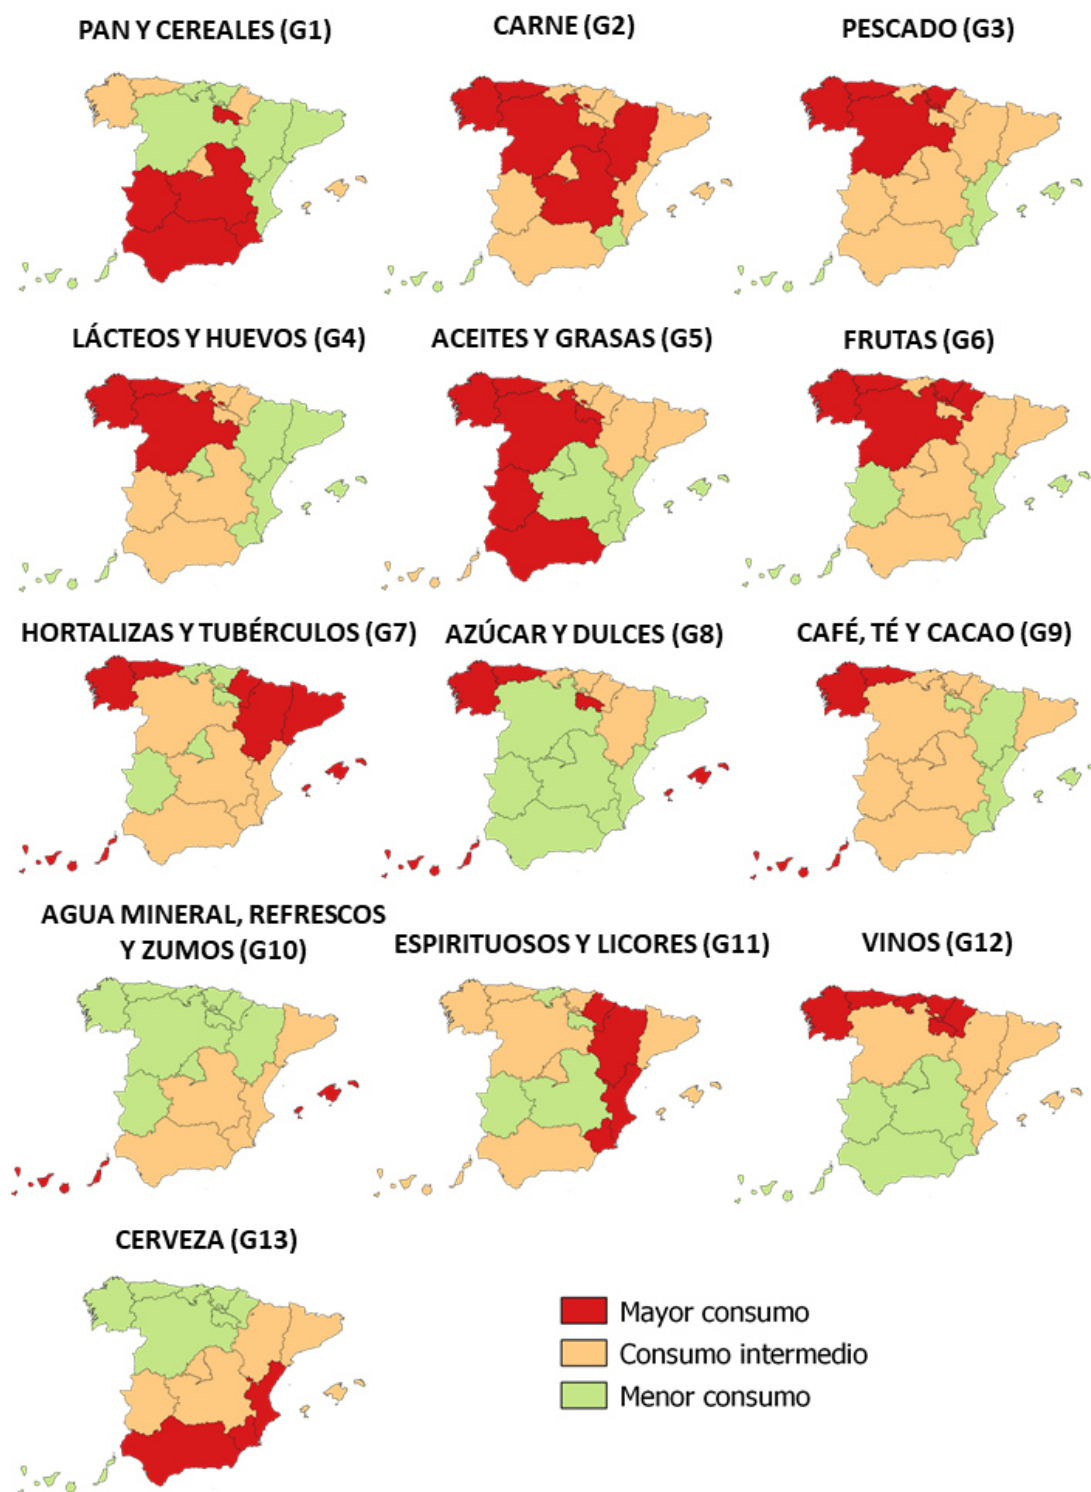 PAN Y CEREALES (G1)
CARNE (G2)
PESCADO (G3)
LÁCTEOS Y HUEVOS (G4)
ACEITES Y GRASAS (G5)
FRUTAS (G6)
HORTALIZAS Y TUBÉRCULOS (G7)
AZÚCAR Y DULCES (G8)
CAFÉ, TÉ Y CACAO (G9)
AGUA MINERAL, REFRESCOS
Y ZUMOS (G10)
ESPIRITUOSOS Y LICORES (G11)
VINOS (G12)
CERVEZA (G13)
Mayor consumo
Consumo intermedio
Menor consumo